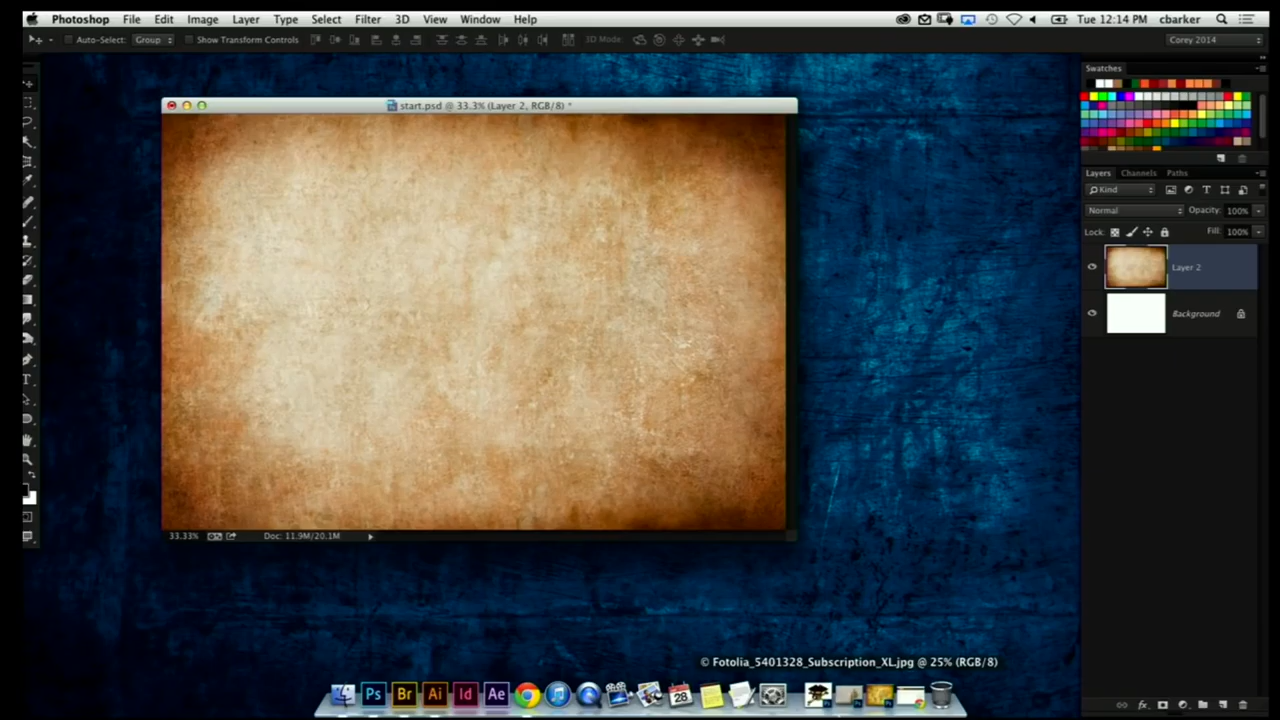 Photoshop File Edit Image Layer Type Select Filter 3D View Window Help Tue 12:14 PM cbarker
Auto-Select: Group Show Transform Controls 3D Mode: Corey 2014
Swatches
start.psd @ 33.3% (Layer 2, RGB/8) *
Layers Channels Paths
Kind
Normal Opacity: 100%
Lock: Fill: 100%
Layer 2
Background
33.33% Doc: 11.9M/20.1M
© Fotolia_5401328_Subscription_XL.jpg @ 25% (RGB/8)
Ps Br Ai Id Ae 28